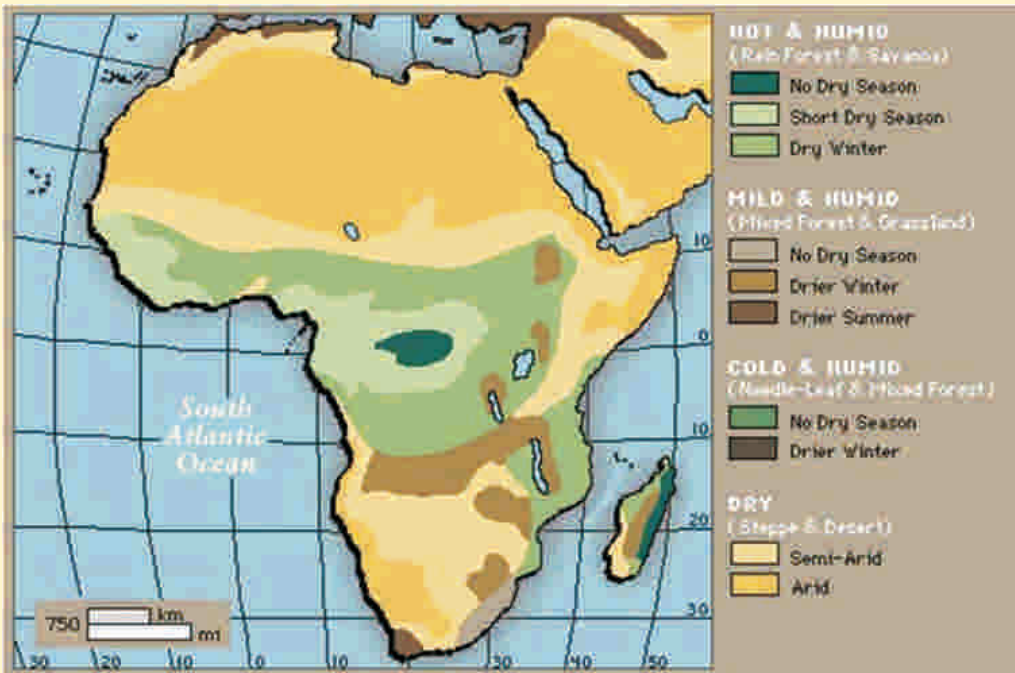 South
Atlantic
Ocean
10
0
10
20
30
750 km
mi
30 20 10 0 10 30 40 50
HOT & HUMID
(Rain Forest & Savanna)
No Dry Season
Short Dry Season
Dry Winter
MILD & HUMID
(Mixed Forest & Grassland)
No Dry Season
Drier Winter
Drier Summer
COLD & HUMID
(Needle-Leaf & Mixed Forest)
No Dry Season
Drier Winter
DRY
(Steppe & Desert)
Semi-Arid
Arid